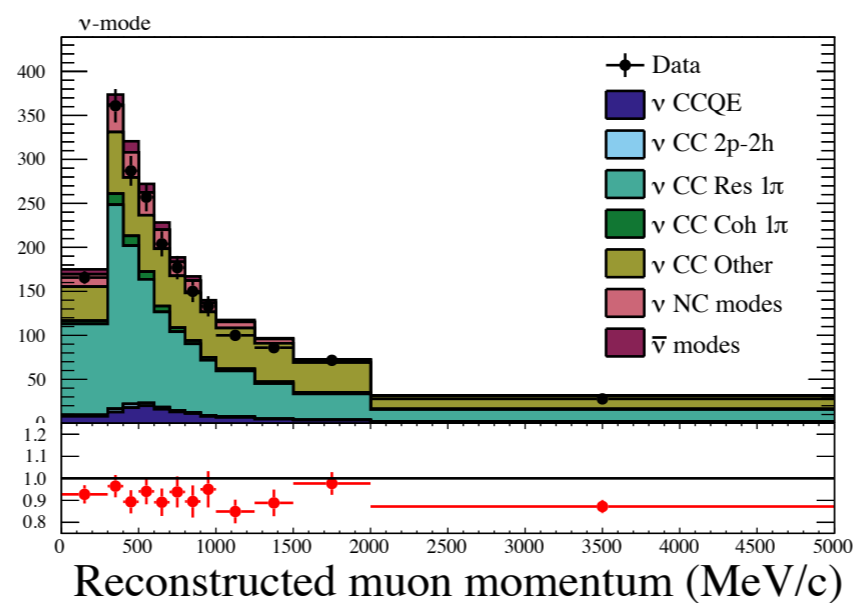 ν-mode
400
350
300
250
200
150
100
50
0
Data
ν CCQE
ν CC 2p-2h
ν CC Res 1π
ν CC Coh 1π
ν CC Other
ν NC modes
ν̅ modes
1.2
1.1
1.0
0.9
0.8
0 500 1000 1500 2000 2500 3000 3500 4000 4500 5000
Reconstructed muon momentum (MeV/c)